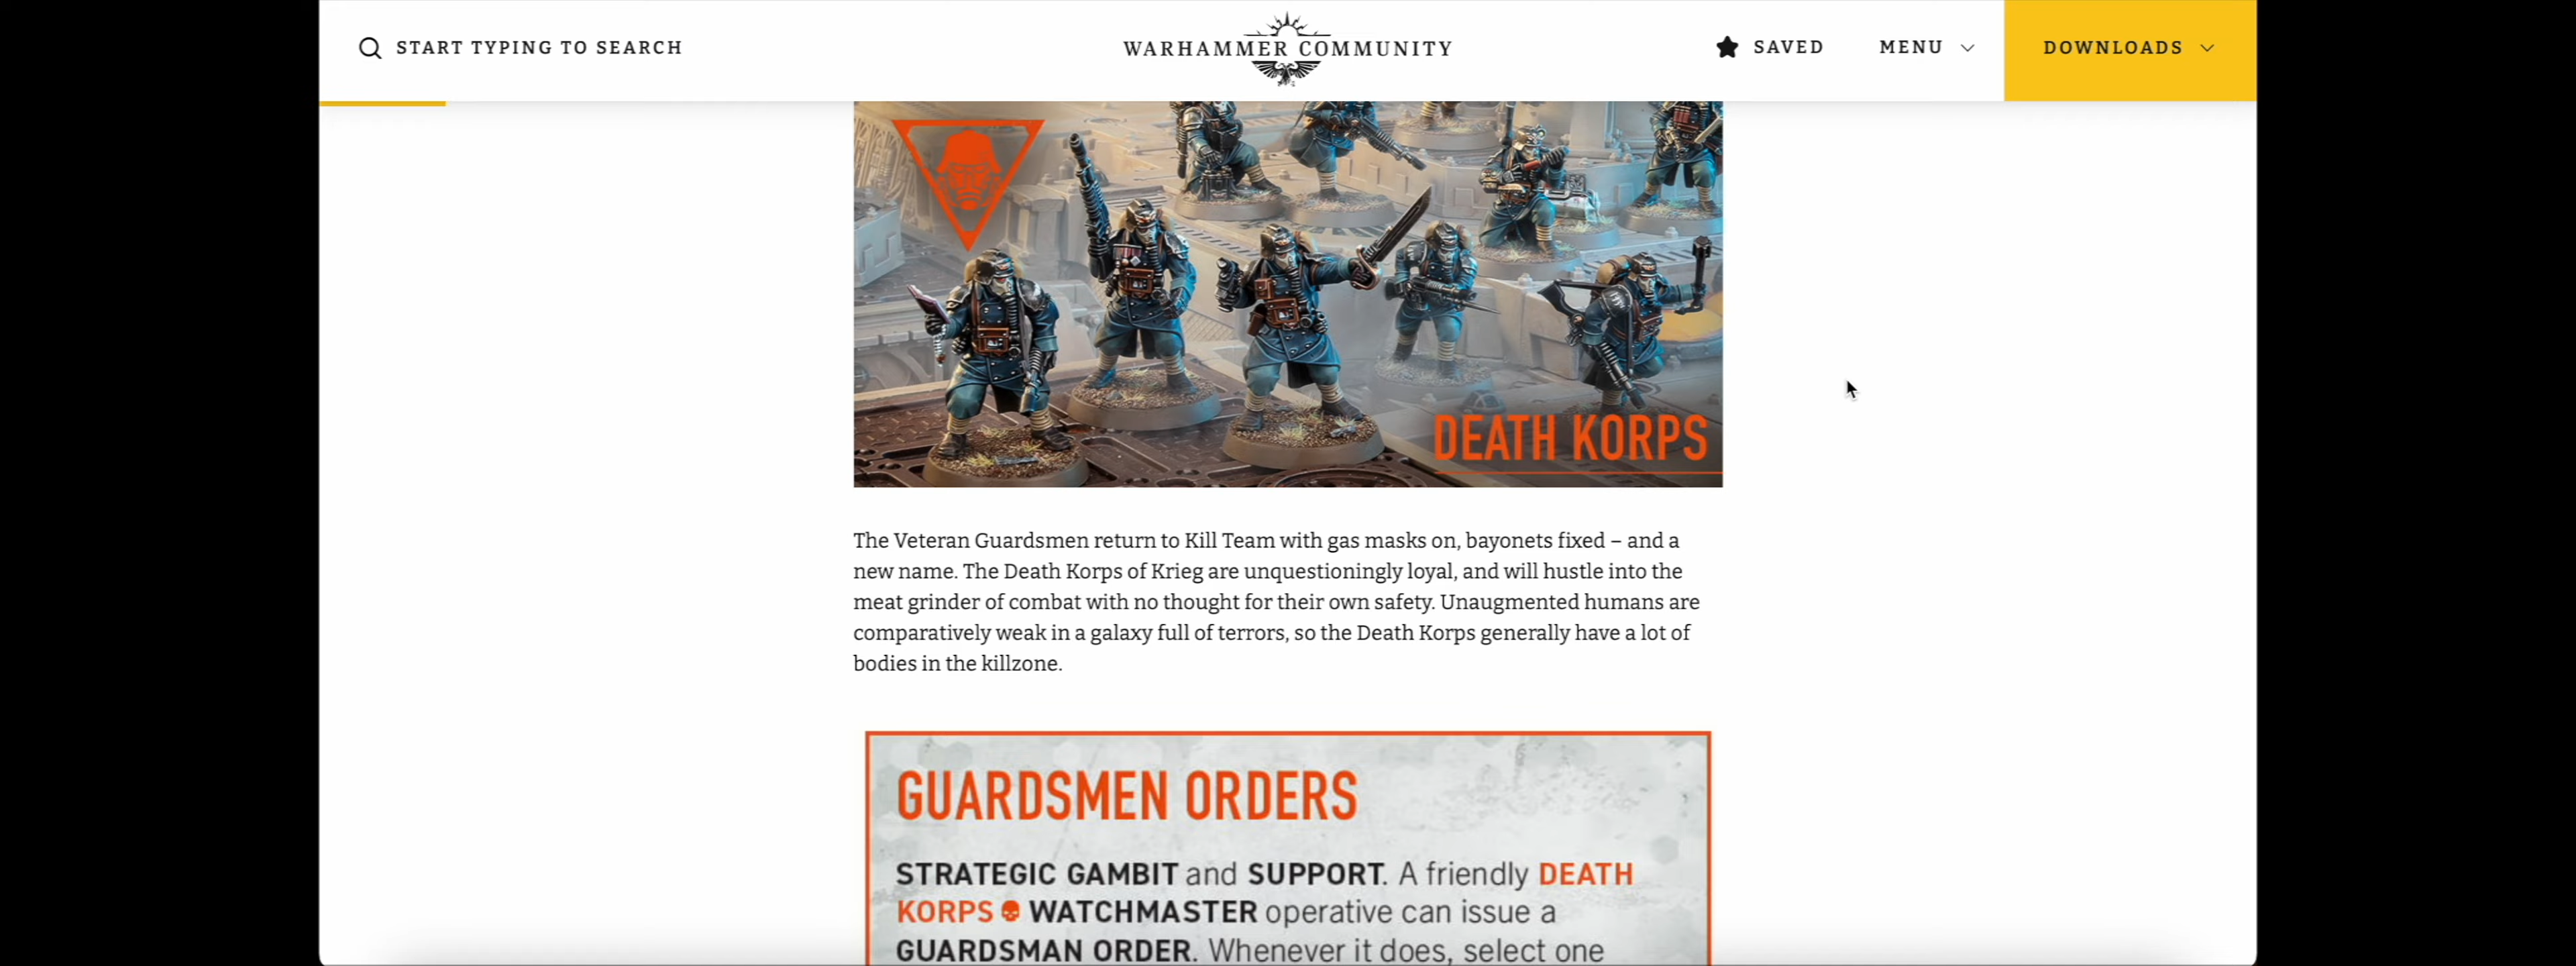 START TYPING TO SEARCH
WARHAMMER COMMUNITY
SAVED
MENU
DOWNLOADS
DEATH KORPS
The Veteran Guardsmen return to Kill Team with gas masks on, bayonets fixed – and a
new name. The Death Korps of Krieg are unquestioningly loyal, and will hustle into the
meat grinder of combat with no thought for their own safety. Unaugmented humans are
comparatively weak in a galaxy full of terrors, so the Death Korps generally have a lot of
bodies in the killzone.
GUARDSMEN ORDERS
STRATEGIC GAMBIT and SUPPORT. A friendly DEATH
KORPS WATCHMASTER operative can issue a
GUARDSMAN ORDER. Whenever it does, select one